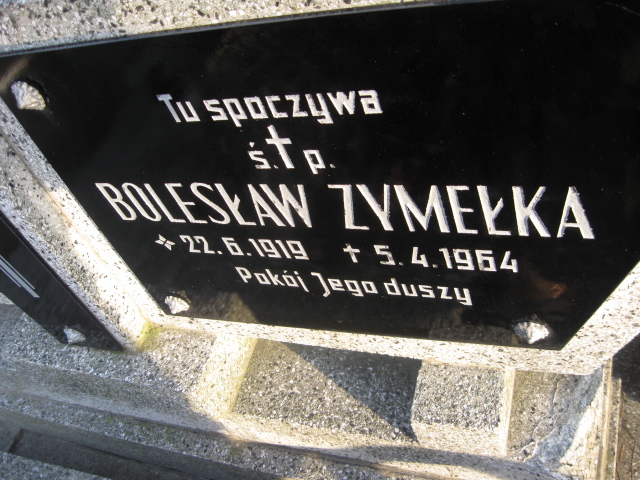 Tu spoczywa
ś.†p.
BOLESŁAW ZYMEŁKA
22.6.1919 † 5.4.1964
Pokój Jego duszy